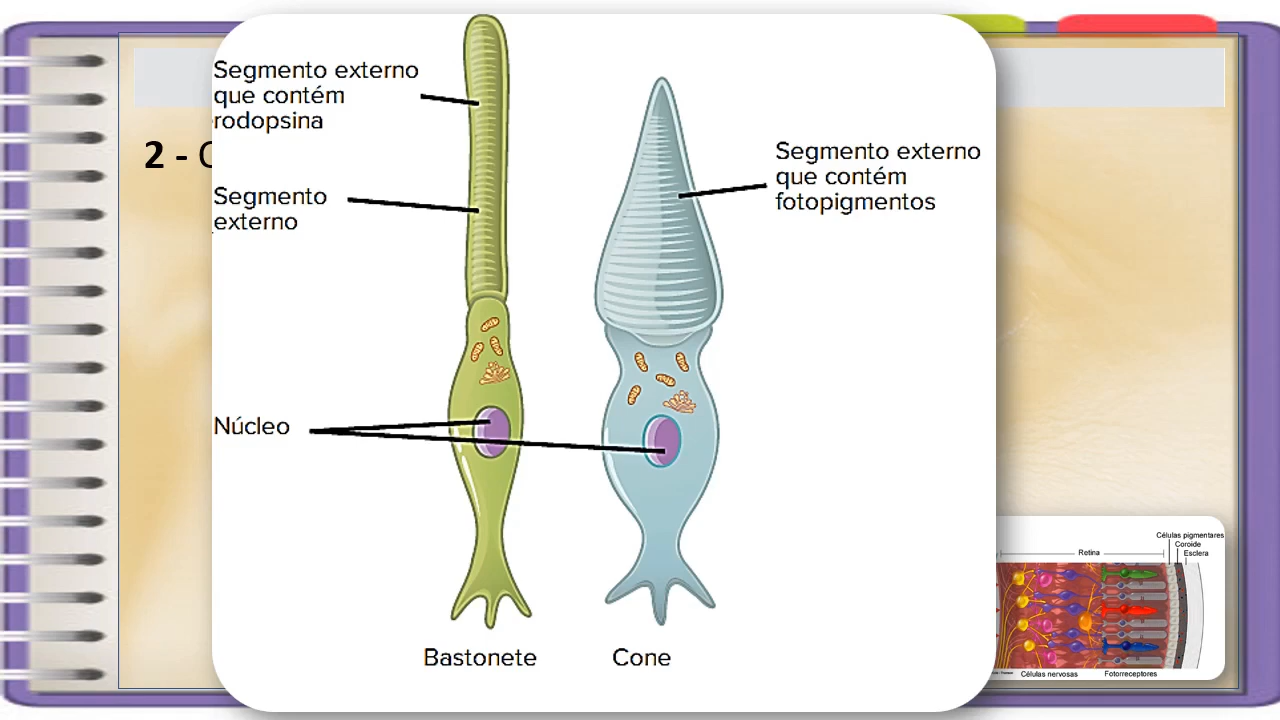 Segmento externo
que contém
rodopsina
Segmento
externo
Núcleo
Segmento externo
que contém
fotopigmentos
2 -
Bastonete
Cone
Células pigmentares
Coroide
Esclera
Retina
Células nervosas
Fotorreceptores